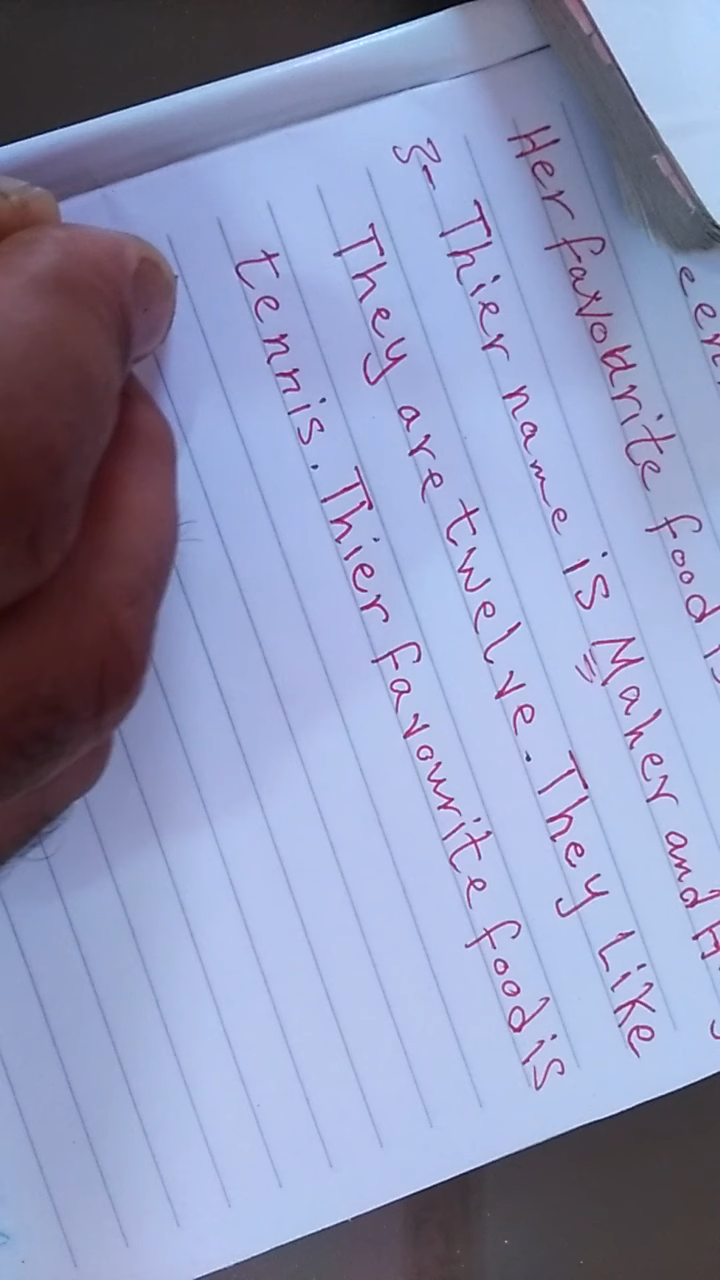 Her favourite food is
3- Thier name is Maher and
They are twelve. They Like
tennis. Thier favourite food is